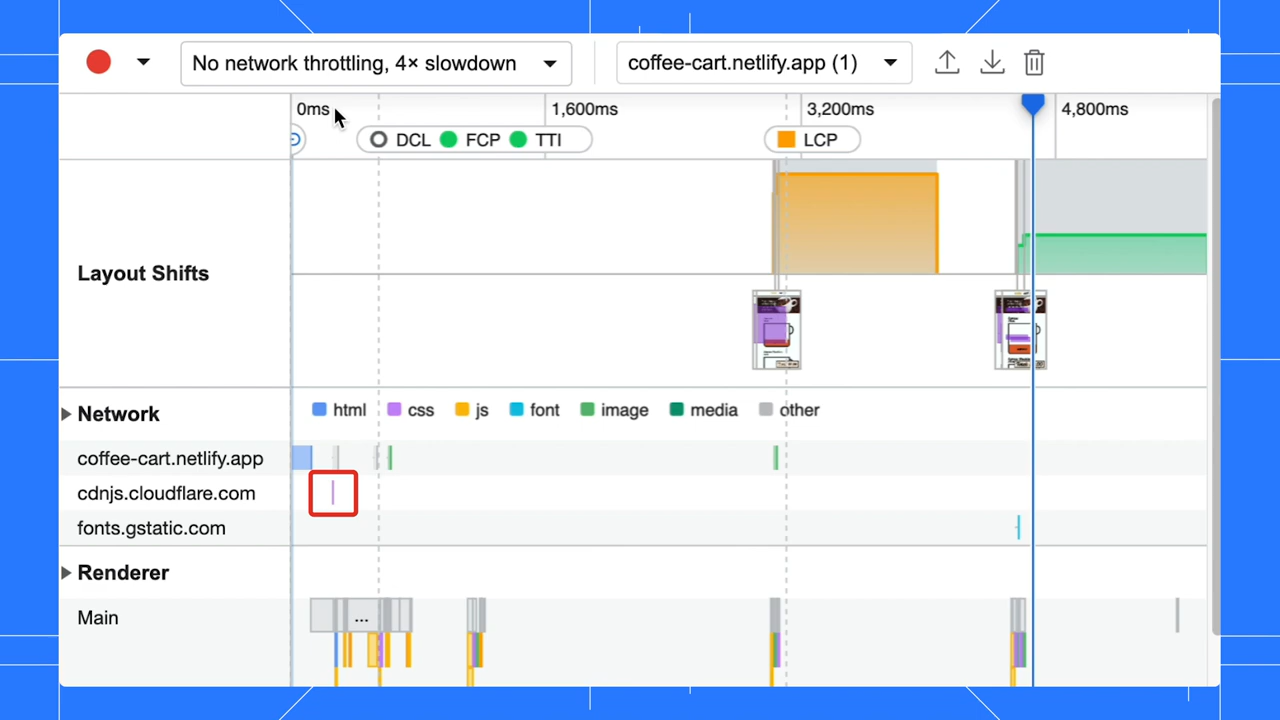 No network throttling, 4× slowdown
coffee-cart.netlify.app (1)
0ms
1,600ms
3,200ms
4,800ms
DCL
FCP
TTI
LCP
Layout Shifts
Network
html
css
js
font
image
media
other
coffee-cart.netlify.app
cdnjs.cloudflare.com
fonts.gstatic.com
Renderer
Main
...